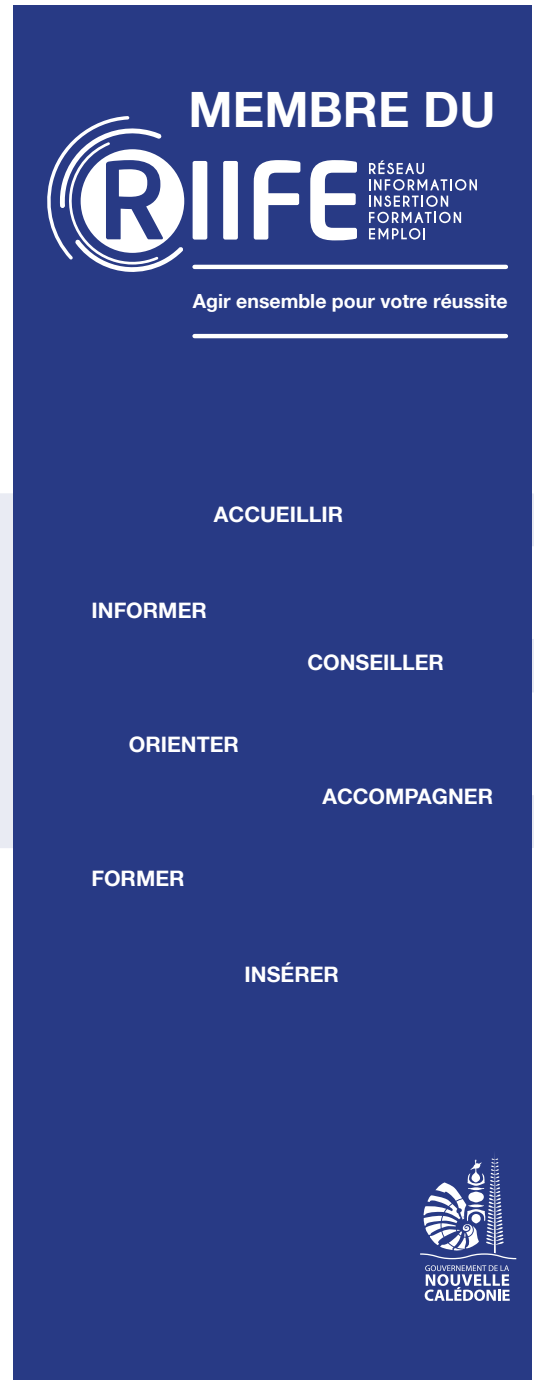 MEMBRE DU
RIIFE
RÉSEAU
INFORMATION
INSERTION
FORMATION
EMPLOI
Agir ensemble pour votre réussite
ACCUEILLIR
INFORMER
CONSEILLER
ORIENTER
ACCOMPAGNER
FORMER
INSÉRER
GOUVERNEMENT DE LA
NOUVELLE
CALÉDONIE